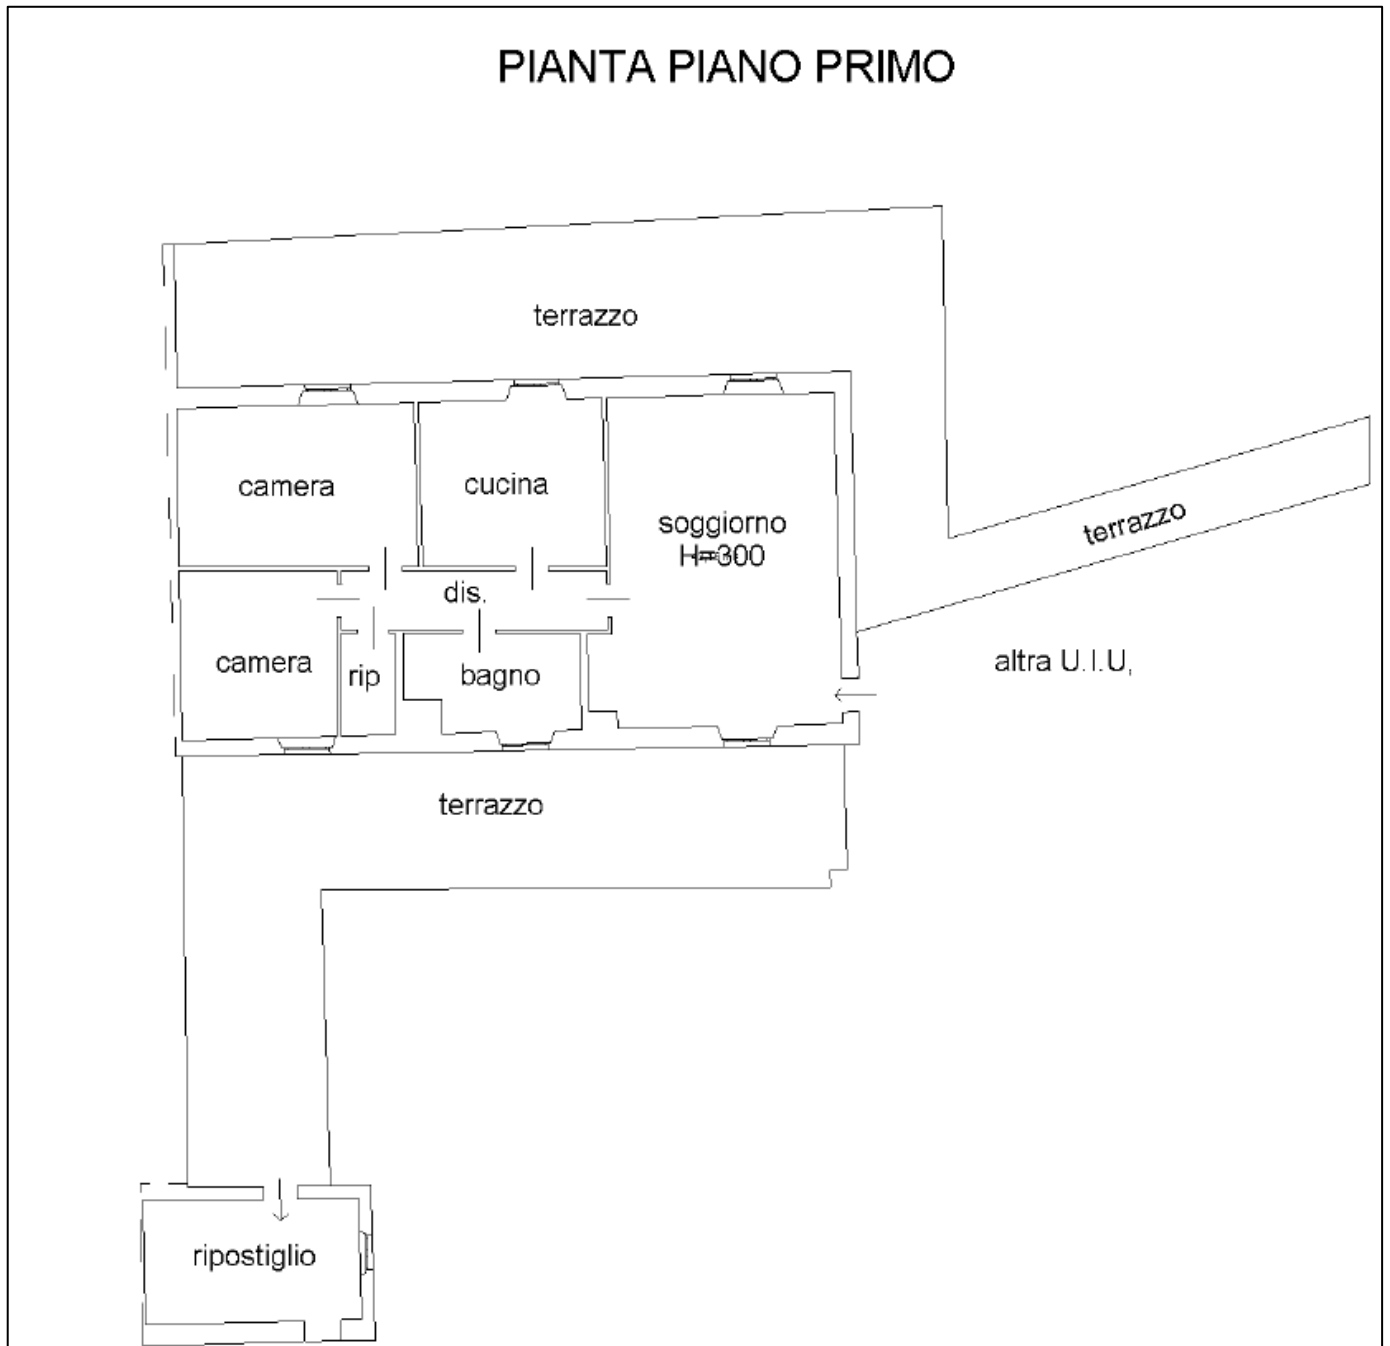 PIANTA PIANO PRIMO
terrazzo
camera
cucina
soggiorno
H=300
terrazzo
dis.
camera
rip
bagno
altra U.I.U,
terrazzo
ripostiglio